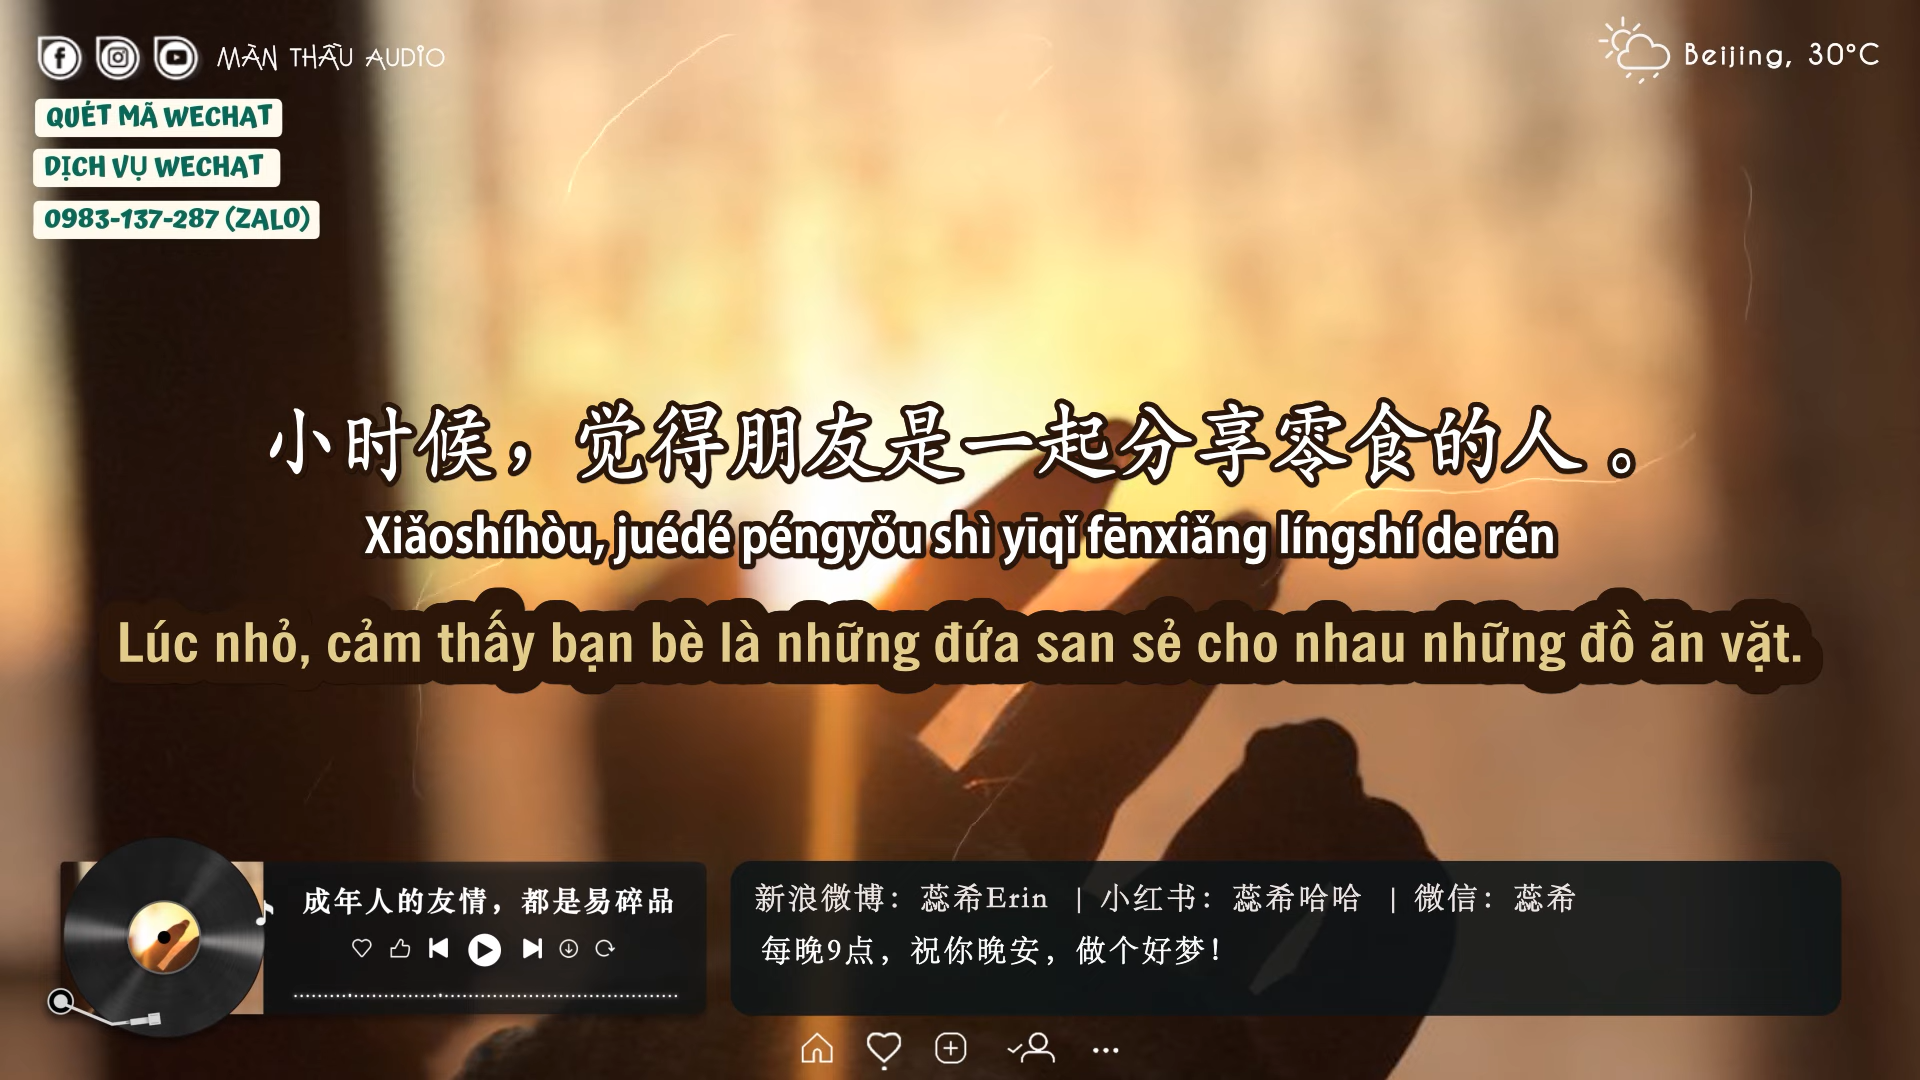 MÀN THẦU AUDIO
Beijing, 30°C
QUÉT MÃ WECHAT
DỊCH VỤ WECHAT
0983-137-287 (ZALO)
小时候，觉得朋友是一起分享零食的人。
Xiǎoshíhòu, juédé péngyǒu shì yīqǐ fēnxiǎng língshí de rén
Lúc nhỏ, cảm thấy bạn bè là những đứa san sẻ cho nhau những đồ ăn vặt.
成年人的友情，都是易碎品
新浪微博：蕊希Erin | 小红书：蕊希哈哈 | 微信：蕊希
每晚9点，祝你晚安，做个好梦！